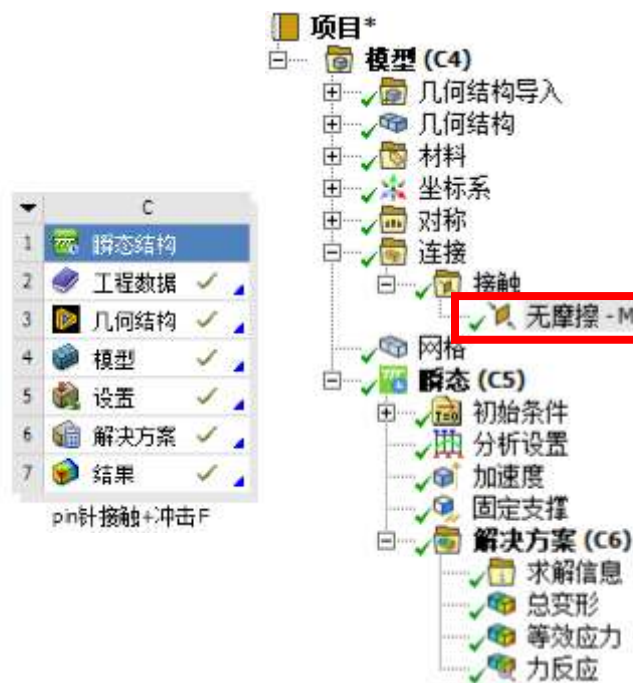 C
1 瞬态结构
2 工程数据
3 几何结构
4 模型
5 设置
6 解决方案
7 结果
pin针接触+冲击F
项目*
模型 (C4)
几何结构导入
几何结构
材料
坐标系
对称
连接
接触
无摩擦 - M
网格
瞬态 (C5)
T=0
初始条件
分析设置
加速度
固定支撑
解决方案 (C6)
求解信息
总变形
等效应力
力反应